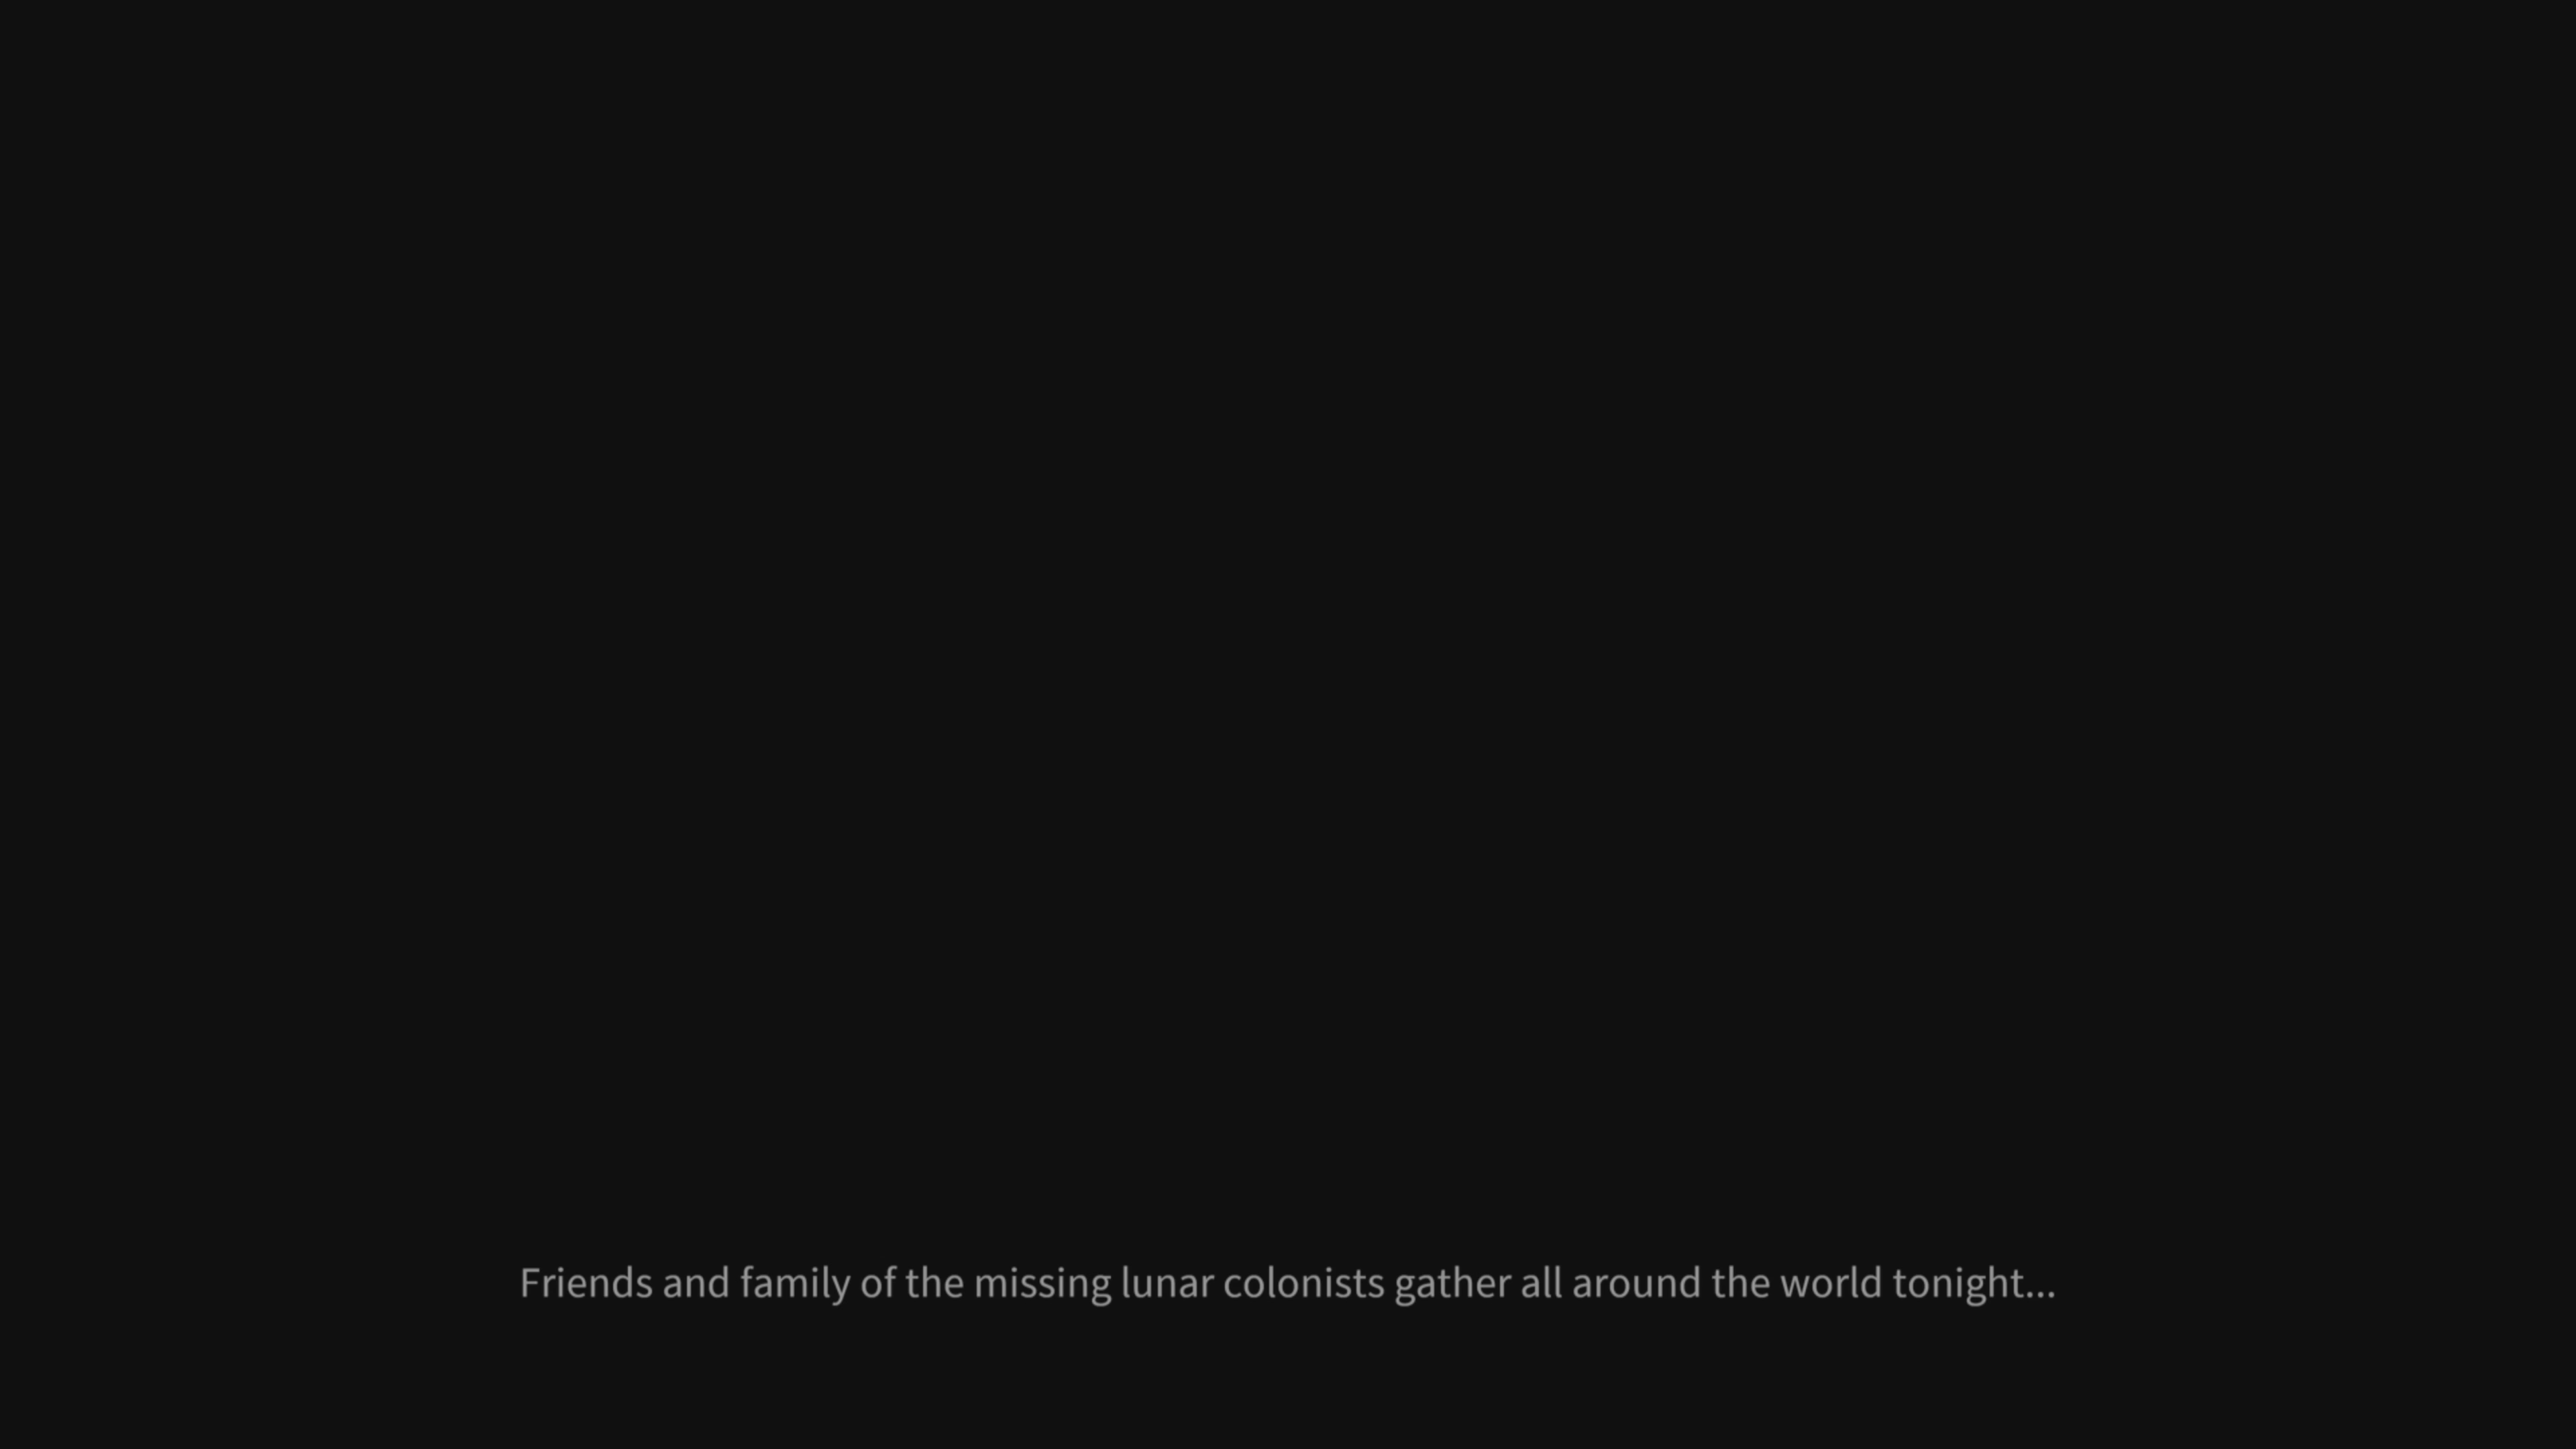 Friends and family of the missing lunar colonists gather all around the world tonight...